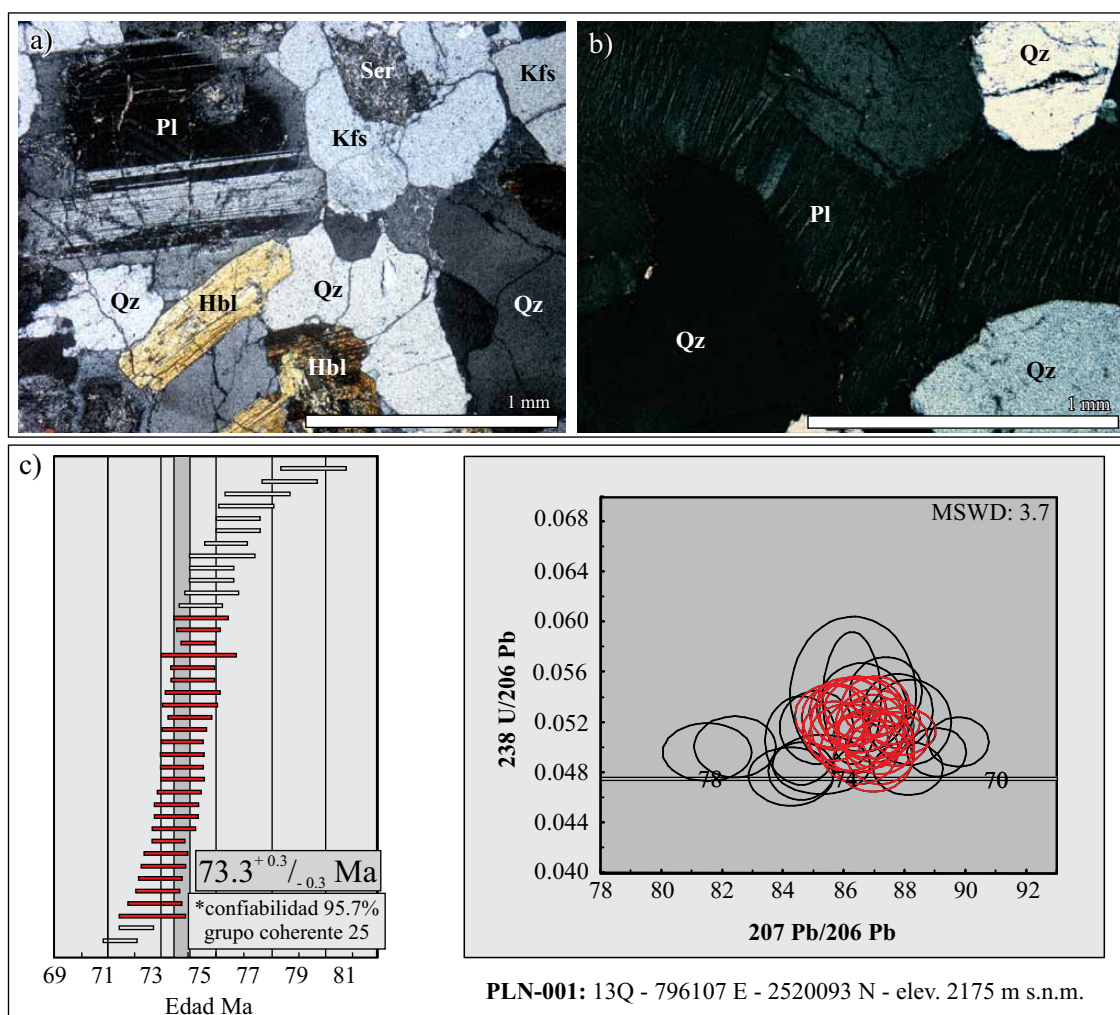 a)
Ser
Kfs
Pl
Kfs
Qz
Hbl
Qz
Qz
Hbl
1 mm
b)
Qz
Pl
Qz
Qz
1 mm
c)
73.3 + 0.3/- 0.3 Ma
*confiabilidad 95.7%
grupo coherente 25
69 71 73 75 77 79 81
Edad Ma
MSWD: 3.7
238 U/206 Pb
0.068
0.064
0.060
0.056
0.052
0.048
0.044
0.040
78 74 70
78 80 82 84 86 88 90 92
207 Pb/206 Pb
PLN-001: 13Q - 796107 E - 2520093 N - elev. 2175 m s.n.m.